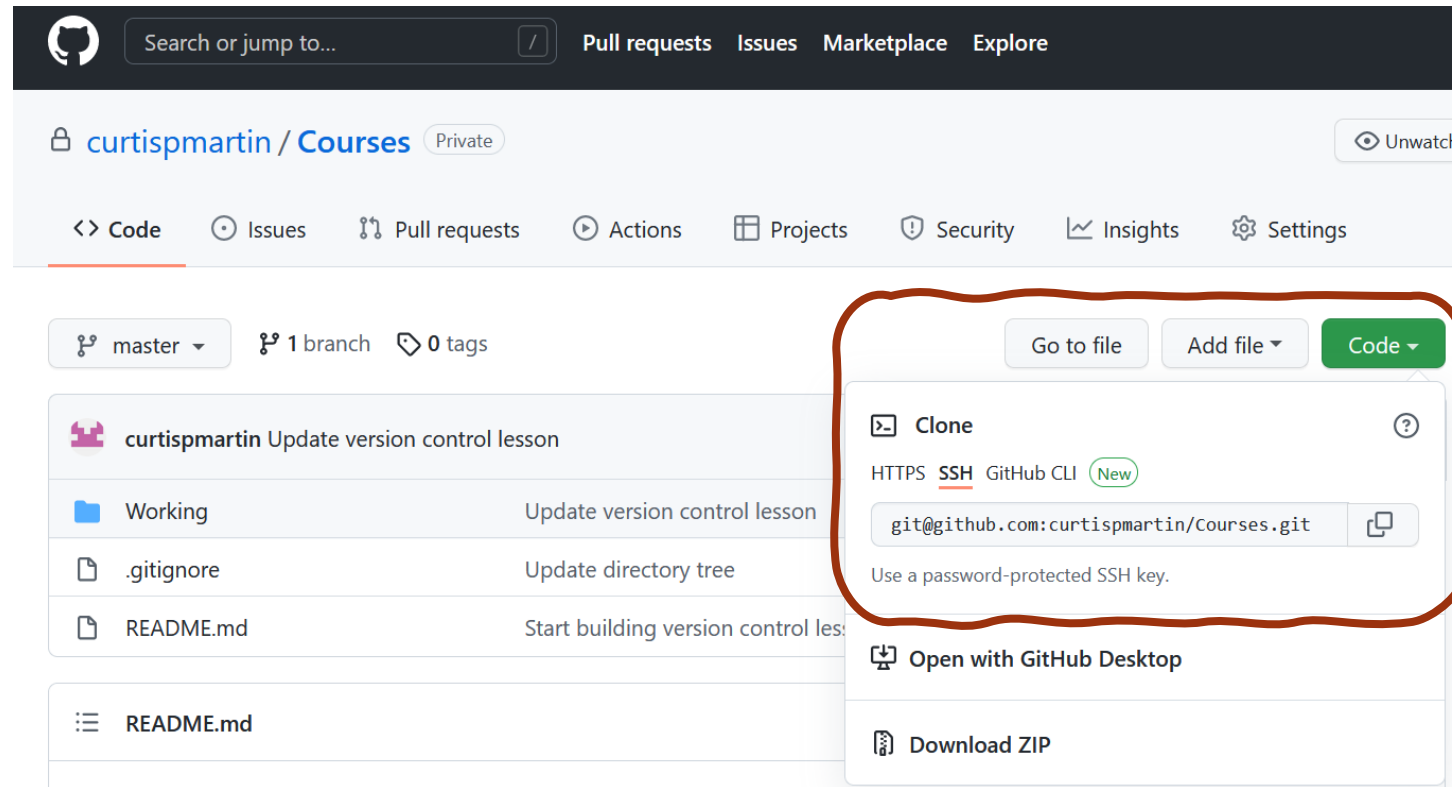 Search or jump to... /
Pull requests Issues Marketplace Explore
curtispmartin / Courses Private
Code Issues Pull requests Actions Projects Security Insights Settings
master 1 branch 0 tags
Go to file Add file Code
curtispmartin Update version control lesson
Working Update version control lesson
.gitignore Update directory tree
README.md Start building version control
README.md
Clone
HTTPS SSH GitHub CLI New
git@github.com:curtispmartin/Courses.git
Use a password-protected SSH key.
Open with GitHub Desktop
Download ZIP